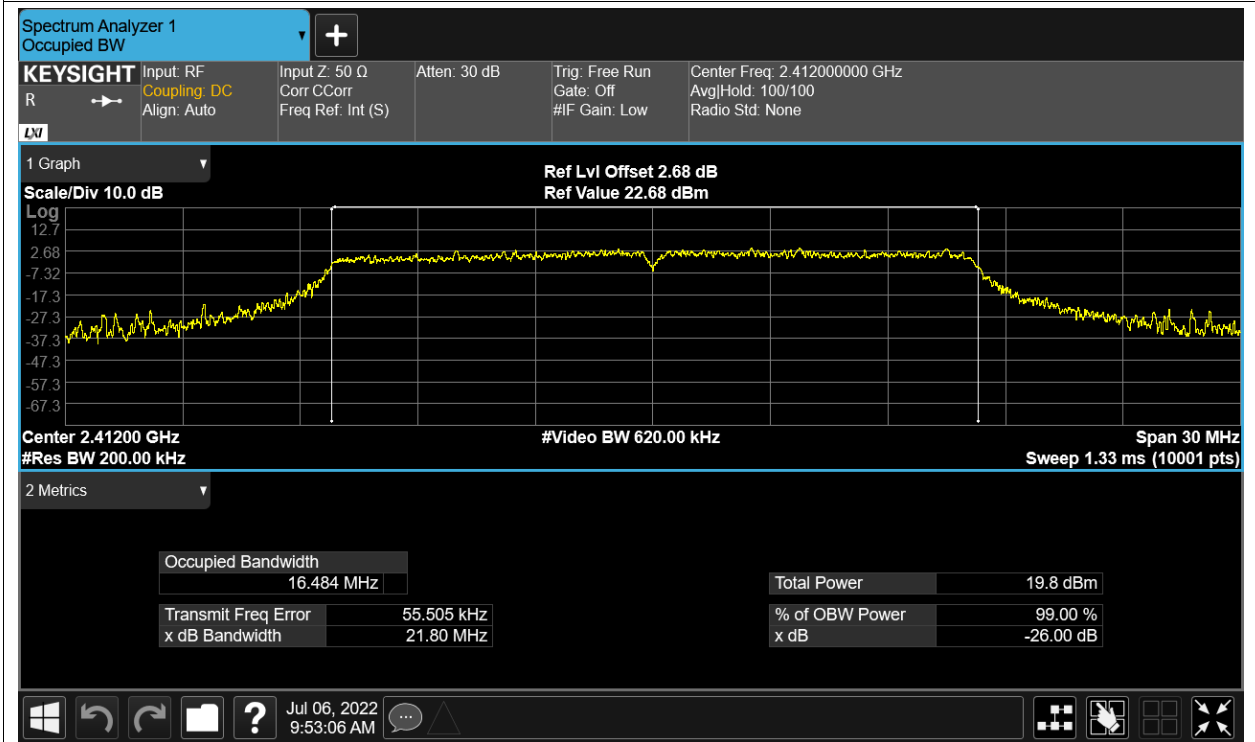 Spectrum Analyzer 1
Occupied BW
KEYSIGHT
R
LXI
Input: RF
Coupling: DC
Align: Auto
Input Z: 50 Ω
Corr CCorr
Freq Ref: Int (S)
Atten: 30 dB
Trig: Free Run
Gate: Off
#IF Gain: Low
Center Freq: 2.412000000 GHz
Avg|Hold: 100/100
Radio Std: None
1 Graph
Scale/Div 10.0 dB
Ref Lvl Offset 2.68 dB
Ref Value 22.68 dBm
Log
12.7
2.68
-7.32
-17.3
-27.3
-37.3
-47.3
-57.3
-67.3
Center 2.41200 GHz
#Video BW 620.00 kHz
Span 30 MHz
#Res BW 200.00 kHz
Sweep 1.33 ms (10001 pts)
2 Metrics
Occupied Bandwidth
16.484 MHz
Total Power 19.8 dBm
Transmit Freq Error 55.505 kHz
% of OBW Power 99.00 %
x dB Bandwidth 21.80 MHz
x dB -26.00 dB
?
Jul 06, 2022
9:53:06 AM